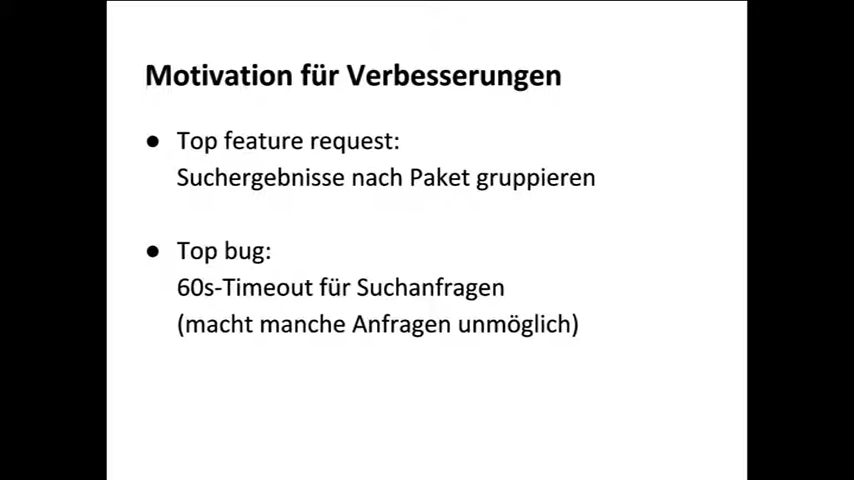 Motivation für Verbesserungen
● Top feature request:
Suchergebnisse nach Paket gruppieren
● Top bug:
60s-Timeout für Suchanfragen
(macht manche Anfragen unmöglich)